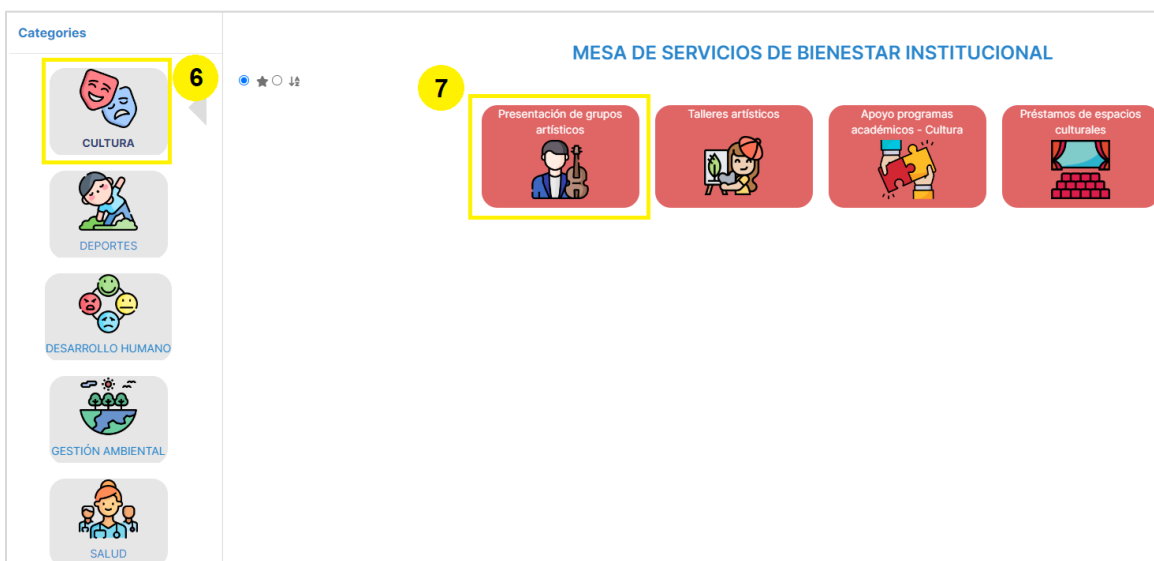 Categories
MESA DE SERVICIOS DE BIENESTAR INSTITUCIONAL
6
7
CULTURA
DEPORTES
DESARROLLO HUMANO
GESTIÓN AMBIENTAL
SALUD
Presentación de grupos
artísticos
Talleres artísticos
Apoyo programas
académicos - Cultura
Préstamos de espacios
culturales